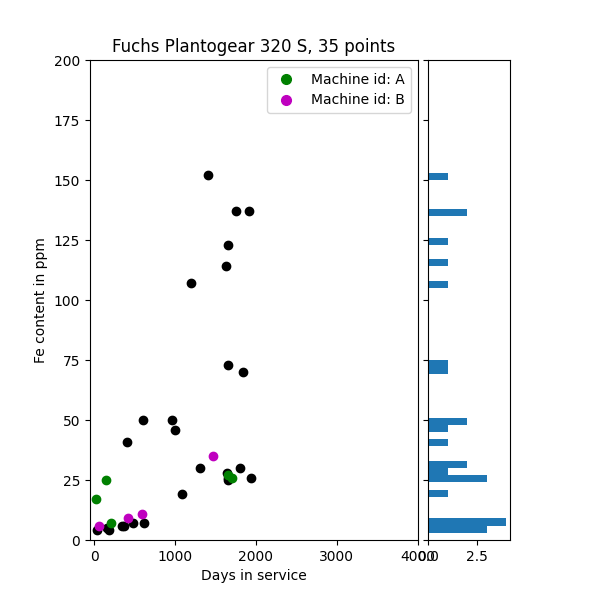 Fuchs Plantogear 320 S, 35 points
Machine id: A
Machine id: B
200
175
150
125
100
75
50
25
0
Fe content in ppm
0 1000 2000 3000 4000
0.0 2.5
Days in service